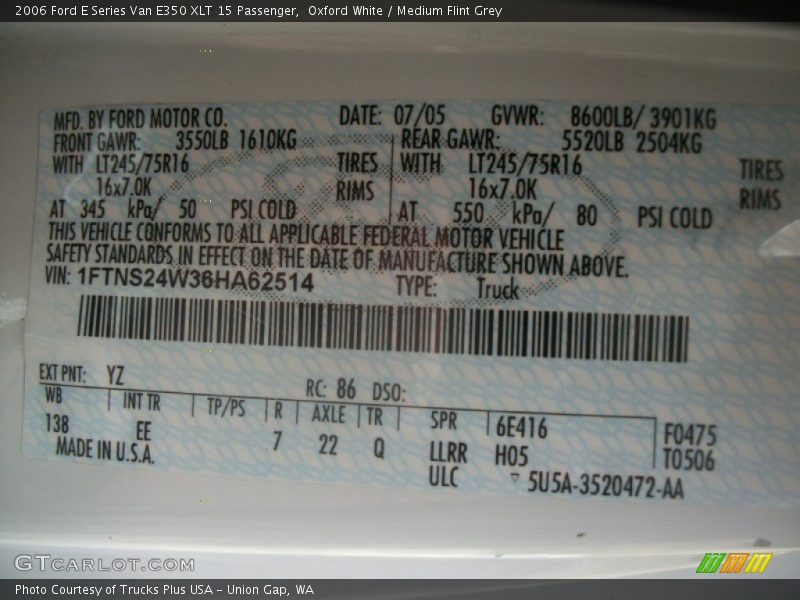 2006 Ford E Series Van E350 XLT 15 Passenger,  Oxford White / Medium Flint Grey
MFD. BY FORD MOTOR CO. DATE: 07/05 GVWR: 8600LB/ 3901KG
FRONT GAWR: 3550LB 1610KG REAR GAWR: 5520LB 2504KG
WITH LT245/75R16 TIRES WITH LT245/75R16 TIRES
16x7.0K RIMS 16x7.0K RIMS
AT 345 kPa/ 50 PSI COLD AT 550 kPa/ 80 PSI COLD
THIS VEHICLE CONFORMS TO ALL APPLICABLE FEDERAL MOTOR VEHICLE
SAFETY STANDARDS IN EFFECT ON THE DATE OF MANUFACTURE SHOWN ABOVE.
VIN: 1FTNS24W36HA62514 TYPE: Truck
EXT PNT: YZ RC: 86 DSO:
WB INT TR TP/PS R AXLE TR SPR 6E416 F0475
138 EE 7 22 Q LLRR H05 T0506
MADE IN U.S.A. ULC 5U5A-3520472-AA
GTCARLOT.COM
Photo Courtesy of Trucks Plus USA – Union Gap, WA